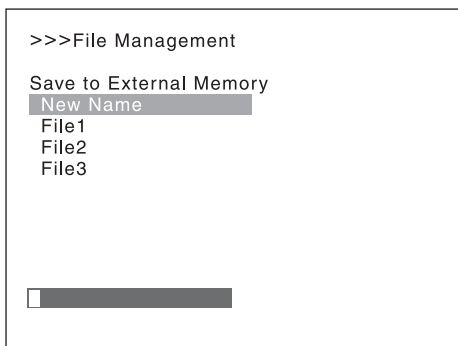 >>>File Management
Save to External Memory
New Name
File1
File2
File3